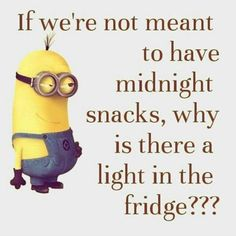 If we're not meant
to have
midnight
snacks, why
is there a
light in the
fridge???